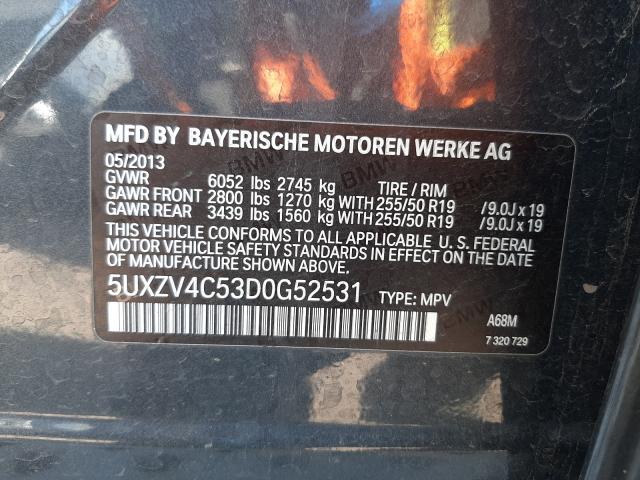 MFD BY BAYERISCHE MOTOREN WERKE AG
05/2013
GVWR 6052 lbs 2745 kg TIRE / RIM
GAWR FRONT 2800 lbs 1270 kg WITH 255/50 R19 /9.0J x 19
GAWR REAR 3439 lbs 1560 kg WITH 255/50 R19 /9.0J x 19
THIS VEHICLE CONFORMS TO ALL APPLICABLE U. S. FEDERAL
MOTOR VEHICLE SAFETY STANDARDS IN EFFECT ON THE DATE
OF MANUFACTURE SHOWN ABOVE.
5UXZV4C53D0G52531 TYPE: MPV
A68M
7 320 729